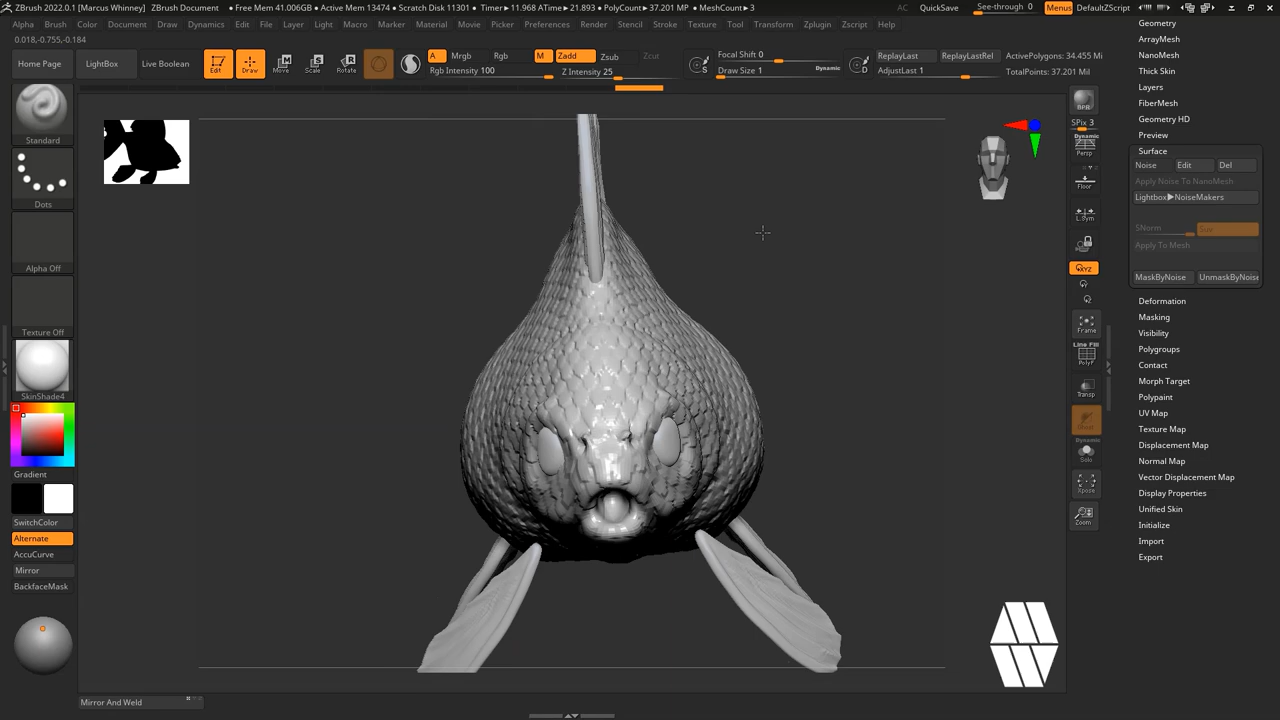 ZBrush 2022.0.1 [Marcus Whinney] ZBrush Document • Free Mem 41.006GB • Active Mem 13474 • Scratch Disk 11301 • Timer▶11.968 ATime▶21.893 • PolyCount▶37.201 MP • MeshCount▶3 AC QuickSave See-through 0 Menus DefaultZScript
Alpha Brush Color Document Draw Dynamics Edit File Layer Light Macro Marker Material Movie Picker Preferences Render Stencil Stroke Texture Tool Transform Zplugin Zscript Help
0.018,-0.755,-0.184
Home Page LightBox Live Boolean Edit Draw Move Scale Rotate A Mrgb Rgb M Zadd Zsub Zcut Focal Shift 0 ReplayLast ReplayLastRel ActivePolygons: 34.455 Mi
Rgb Intensity 100 Z Intensity 25 S Draw Size 1 Dynamic D AdjustLast 1 TotalPoints: 37.201 Mil
Standard
Dots
Alpha Off
Texture Off
SkinShade4
Gradient
SwitchColor
Alternate
AccuCurve
Mirror
BackfaceMask
Mirror And Weld
BPR
SPix 3
Dynamic
Persp
Floor
L.Sym
XYZ
Frame
Line Fill
PolyF
Transp
Ghost
Dynamic
Solo
Xpose
Zoom
Geometry
ArrayMesh
NanoMesh
Thick Skin
Layers
FiberMesh
Geometry HD
Preview
Surface
Noise Edit Del
Apply Noise To NanoMesh
Lightbox▶NoiseMakers
SNorm Suv
Apply To Mesh
MaskByNoise UnmaskByNoise
Deformation
Masking
Visibility
Polygroups
Contact
Morph Target
Polypaint
UV Map
Texture Map
Displacement Map
Normal Map
Vector Displacement Map
Display Properties
Unified Skin
Initialize
Import
Export